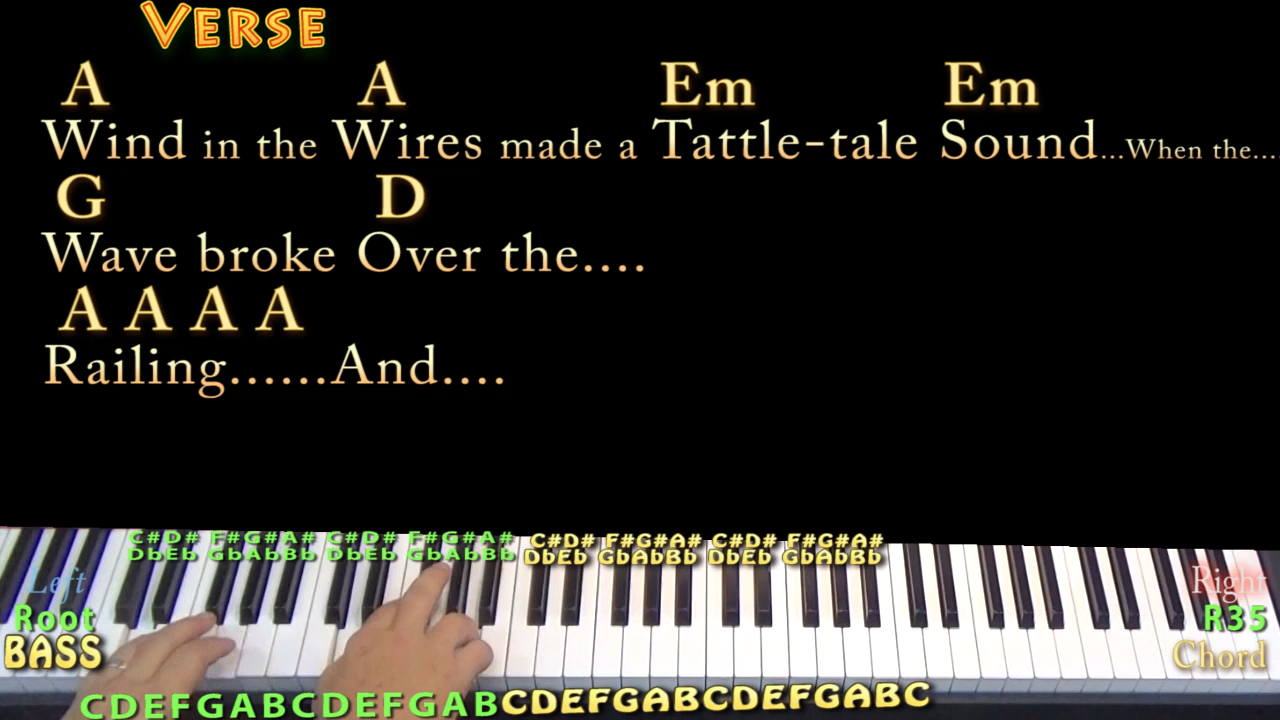 VERSE
A A Em Em
Wind in the Wires made a Tattle-tale Sound...When the....
G D
Wave broke Over the....
A A A A
Railing......And....
C#D# F#G#A# C#D# F#G#A# C#D# F#G#A# C#D# F#G#A#
DbEb GbAbBb DbEb GbAbBb DbEb GbAbBb DbEb GbAbBb
Left
Root
BASS
Right
R35
Chord
CDEFGABCDEFGABCDEFGABCDEFGABC